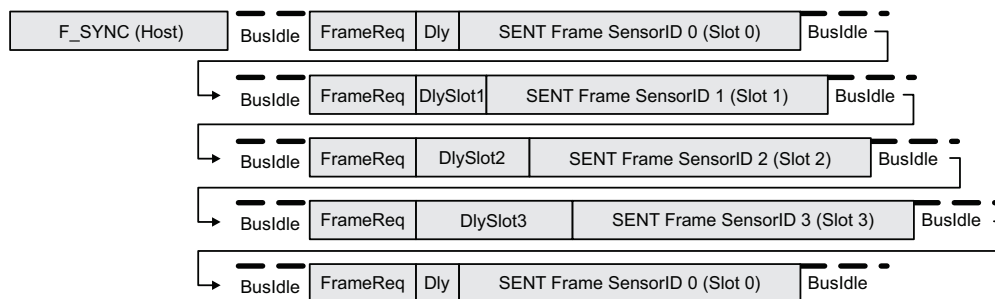 F_SYNC (Host) BusIdle FrameReq Dly SENT Frame SensorID 0 (Slot 0) BusIdle
BusIdle FrameReq DlySlot1 SENT Frame SensorID 1 (Slot 1) BusIdle
BusIdle FrameReq DlySlot2 SENT Frame SensorID 2 (Slot 2) BusIdle
BusIdle FrameReq DlySlot3 SENT Frame SensorID 3 (Slot 3) BusIdle
BusIdle FrameReq Dly SENT Frame SensorID 0 (Slot 0) BusIdle